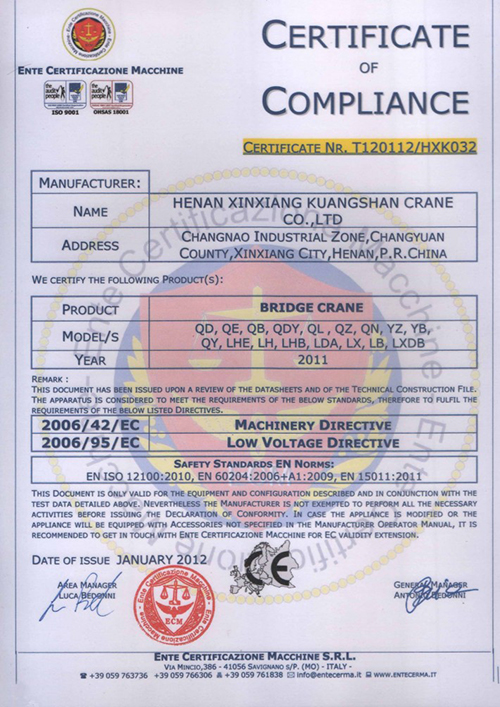 CERTIFICATE
OF
COMPLIANCE
ENTE CERTIFICAZIONE MACCHINE
ISO 9001
OHSAS 18001
CERTIFICATE NR. T120112/HXK032
MANUFACTURER:
NAME
HENAN XINXIANG KUANGSHAN CRANE
CO.,LTD
ADDRESS
CHANGNAO INDUSTRIAL ZONE,CHANGYUAN
COUNTY,XINXIANG CITY,HENAN,P.R.CHINA
WE CERTIFY THE FOLLOWING PRODUCT(S):
PRODUCT
BRIDGE CRANE
MODEL/S
QD, QE, QB, QDY, QL , QZ, QN, YZ, YB,
QY, LHE, LH, LHB, LDA, LX, LB, LXDB
YEAR
2011
REMARK :
THIS DOCUMENT HAS BEEN ISSUED UPON A REVIEW OF THE DATASHEETS AND OF THE TECHNICAL CONSTRUCTION FILE.
THE APPARATUS IS CONSIDERED TO MEET THE REQUIREMENTS OF THE BELOW STANDARDS, THEREFORE TO FULFIL THE
REQUIREMENTS OF THE BELOW LISTED DIRECTIVES.
2006/42/EC MACHINERY DIRECTIVE
2006/95/EC LOW VOLTAGE DIRECTIVE
SAFETY STANDARDS EN NORMS:
EN ISO 12100:2010, EN 60204:2006+A1:2009, EN 15011:2011
THIS DOCUMENT IS ONLY VALID FOR THE EQUIPMENT AND CONFIGURATION DESCRIBED AND IN CONJUNCTION WITH THE
TEST DATA DETAILED ABOVE. NEVERTHELESS THE MANUFACTURER IS NOT EXEMPTED TO PERFORM ALL THE NECESSARY
ACTIVITIES BEFORE ISSUING THE DECLARATION OF CONFORMITY. IN CASE THE APPLIANCE IS MODIFIED OR THE
APPLIANCE WILL BE EQUIPPED WITH ACCESSORIES NOT SPECIFIED IN THE MANUFACTURER OPERATOR MANUAL, IT IS
RECOMMENDED TO GET IN TOUCH WITH ENTE CERTIFICAZIONE MACCHINE FOR EC VALIDITY EXTENSION.
DATE OF ISSUE JANUARY 2012
CE
AREA MANAGER
LUCA BEDONNI
Ente Certificazione Macchine
ECM
GENERAL MANAGER
ANTONIO BEDONNI
ENTE CERTIFICAZIONE MACCHINE S.R.L.
VIA MINCIO,386 - 41056 SAVIGNANO S/P. (MO) - ITALY -
+39 059 763736 +39 059 766306 +39 059 761838 info@entecerma.it www.entecerma.it